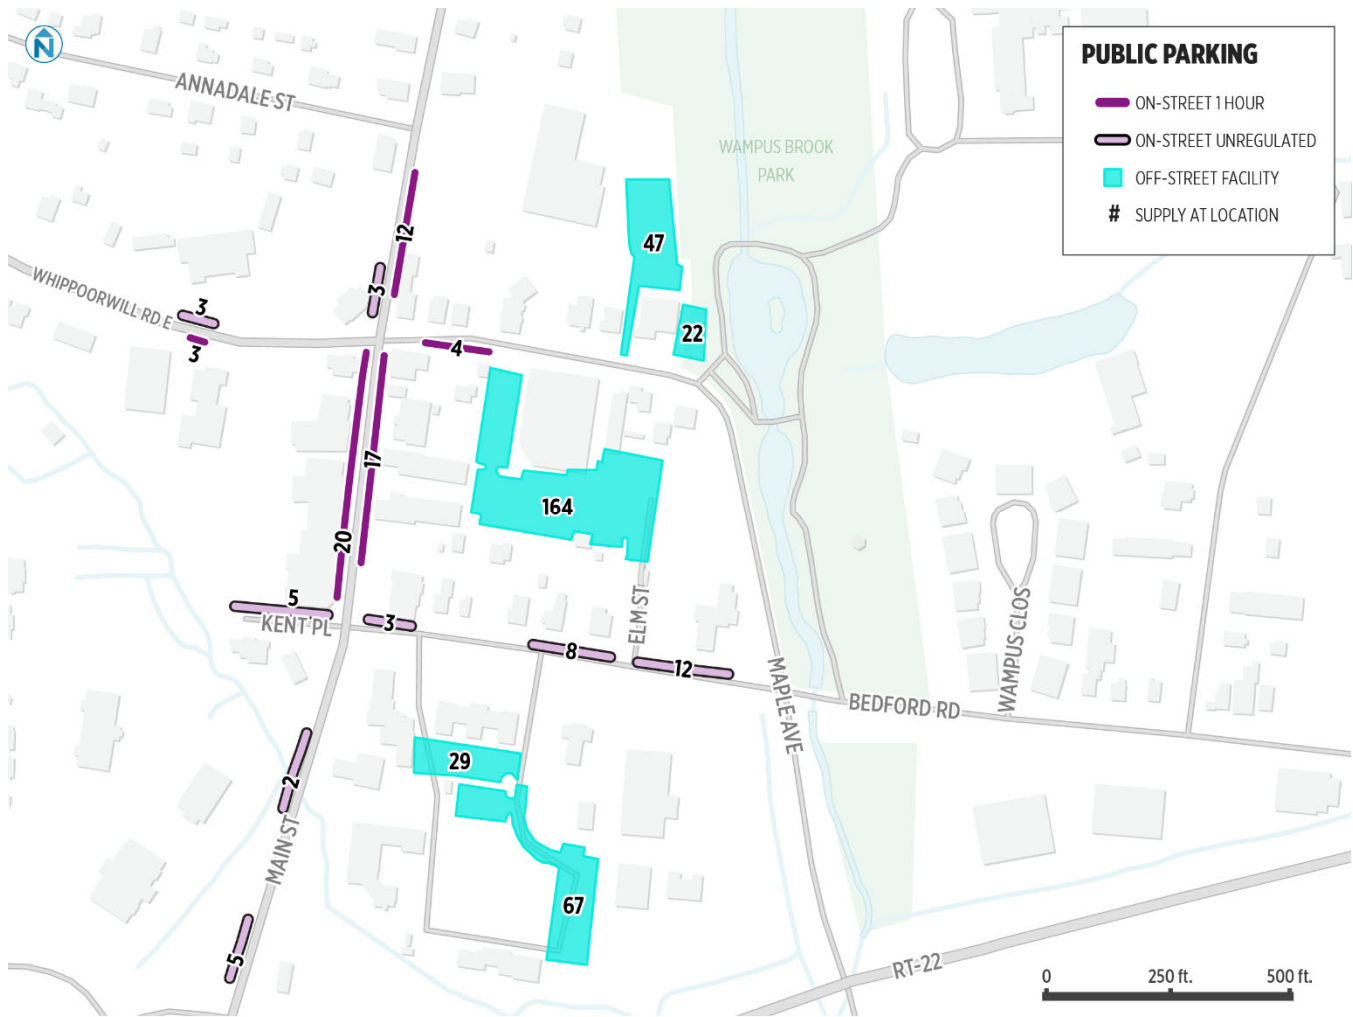 N
ANNADALE ST
PUBLIC PARKING
ON-STREET 1 HOUR
ON-STREET UNREGULATED
OFF-STREET FACILITY
# SUPPLY AT LOCATION
WAMPUS BROOK
PARK
12
47
WHIPPOORWILL RD E
3
3
3
4
22
17
20
164
5
KENT PL
3
8
12
ELM ST
WAMPUS CLOS
MAPLE AVE
BEDFORD RD
2
29
MAIN ST
67
5
RT-22
0 250 ft. 500 ft.